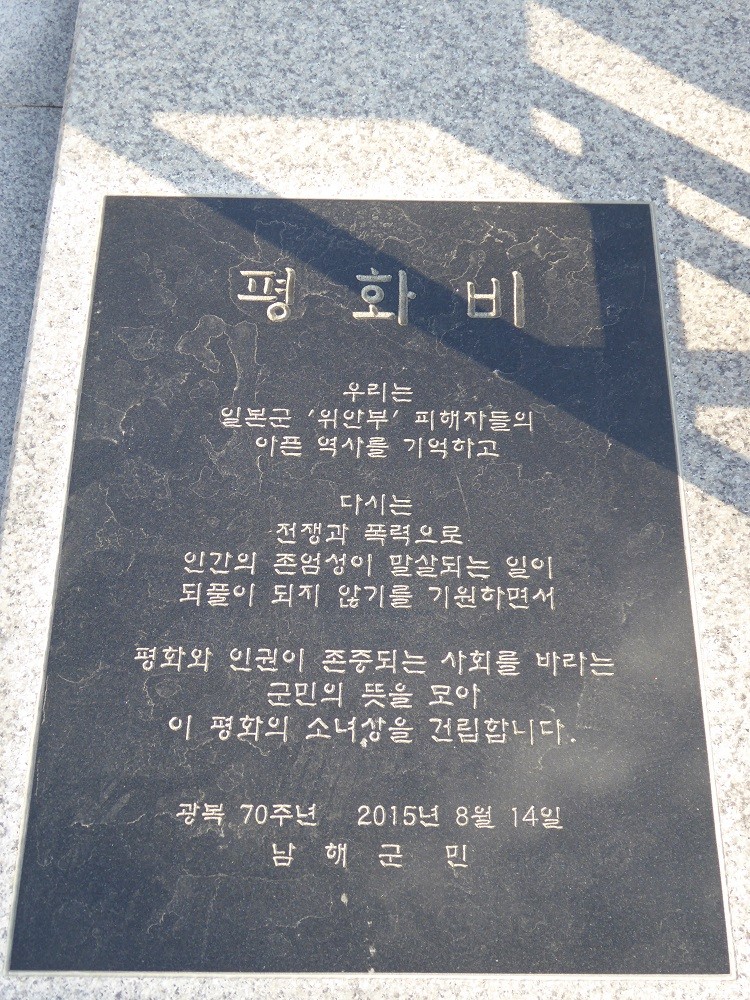 평화비
우리는
일본군 '위안부' 피해자들의
아픈 역사를 기억하고
다시는
전쟁과 폭력으로
인간의 존엄성이 말살되는 일이
되풀이 되지 않기를 기원하면서
평화와 인권이 존중되는 사회를 바라는
군민의 뜻을 모아
이 평화의 소녀상을 건립합니다.
광복 70주년 2015년 8월 14일
남해군민